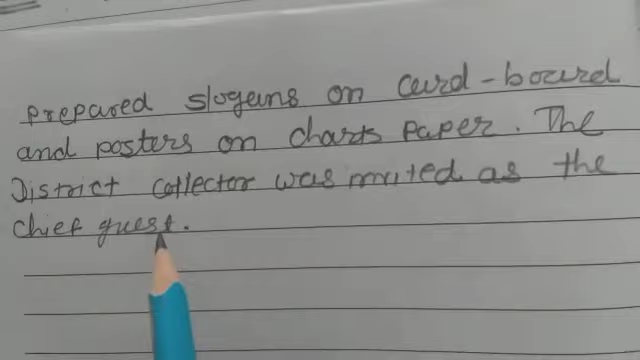 Prepared slogans on card-board
and posters on charts Paper. The
District collector was invited as the
chief guest.